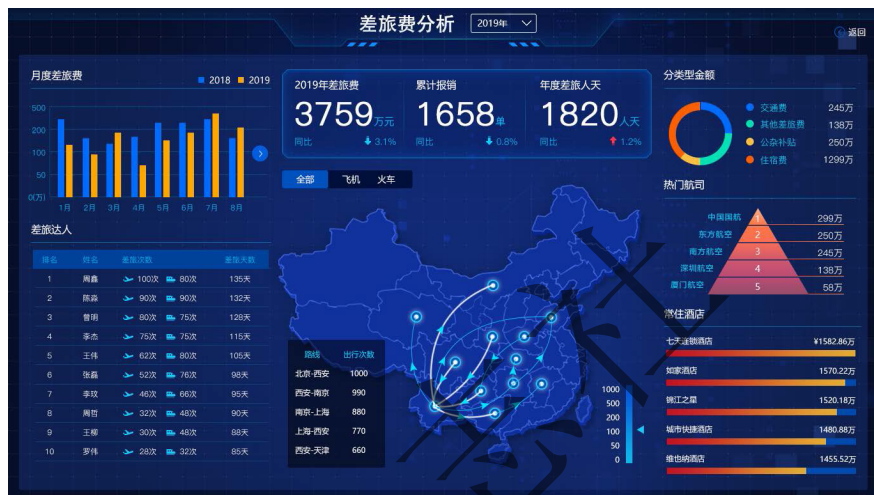 差旅费分析
2019年
返回
月度差旅费
2018 2019
500
200
100
50
0(万)
1月 2月 3月 4月 5月 6月 7月 8月
差旅达人
排名 姓名 差旅次数 差旅天数
1 周鑫 100次 80次 135天
2 陈焱 90次 90次 132天
3 曾明 80次 75次 128天
4 李杰 75次 75次 115天
5 王伟 62次 80次 105天
6 张磊 52次 76次 98天
7 李玟 46次 66次 95天
8 周哲 32次 48次 90天
9 王柳 30次 48次 88天
10 罗伟 28次 32次 85天
2019年差旅费 累计报销 年度差旅人天
3759万元 1658单 1820人天
同比 3.1% 同比 0.8% 同比 1.2%
全部 飞机 火车
路线 出行次数
北京-西安 1000
西安-南京 990
南京-上海 880
上海-西安 770
西安-天津 660
1000
500
200
100
50
0
分类型金额
交通费 245万
其他差旅费 138万
公杂补贴 250万
住宿费 1299万
热门航司
中国国航 1 299万
东方航空 2 250万
南方航空 3 245万
深圳航空 4 138万
厦门航空 5 58万
常住酒店
七天连锁酒店 ¥1582.86万
如家酒店 1570.22万
锦江之星 1520.18万
城市快捷酒店 1480.88万
维也纳酒店 1455.52万